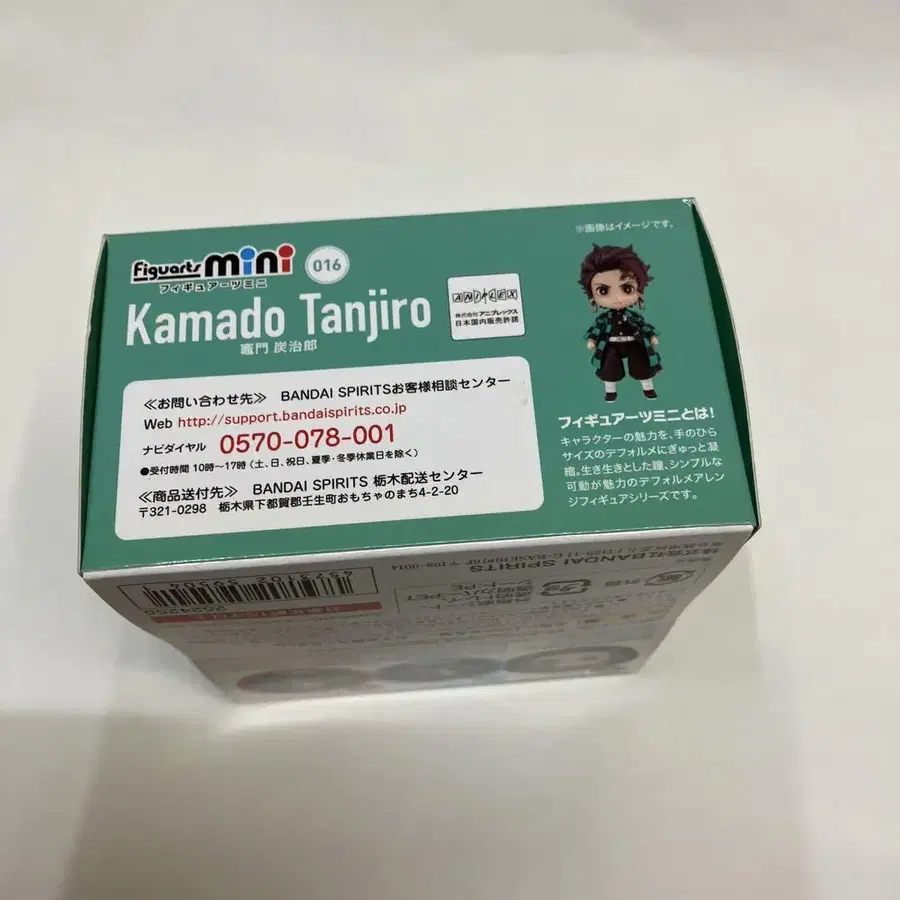 ※画像はイメージです。
Figuarts mini 016
フィギュアーツミニ
Kamado Tanjiro
竈門 炭治郎
ANIPLEX
株式会社 アニプレックス
日本国内販売許諾
≪お問い合わせ先≫ BANDAI SPIRITSお客様相談センター
Web http://support.bandaispirits.co.jp
ナビダイヤル 0570-078-001
●受付時間 10時〜17時 (土、日、祝日、夏季・冬季休業日を除く)
≪商品送付先≫ BANDAI SPIRITS 栃木配送センター
〒321-0298 栃木県下都賀郡壬生町おもちゃのまち4-2-20
フィギュアーツミニとは!
キャラクターの魅力を、手のひら
サイズのデフォルメにぎゅっと凝
縮。生き生きとした瞳、シンプルな
可動が魅力のデフォルメアレン
ジフィギュアシリーズです。
株式会社BANDAI SPIRITS
2524255